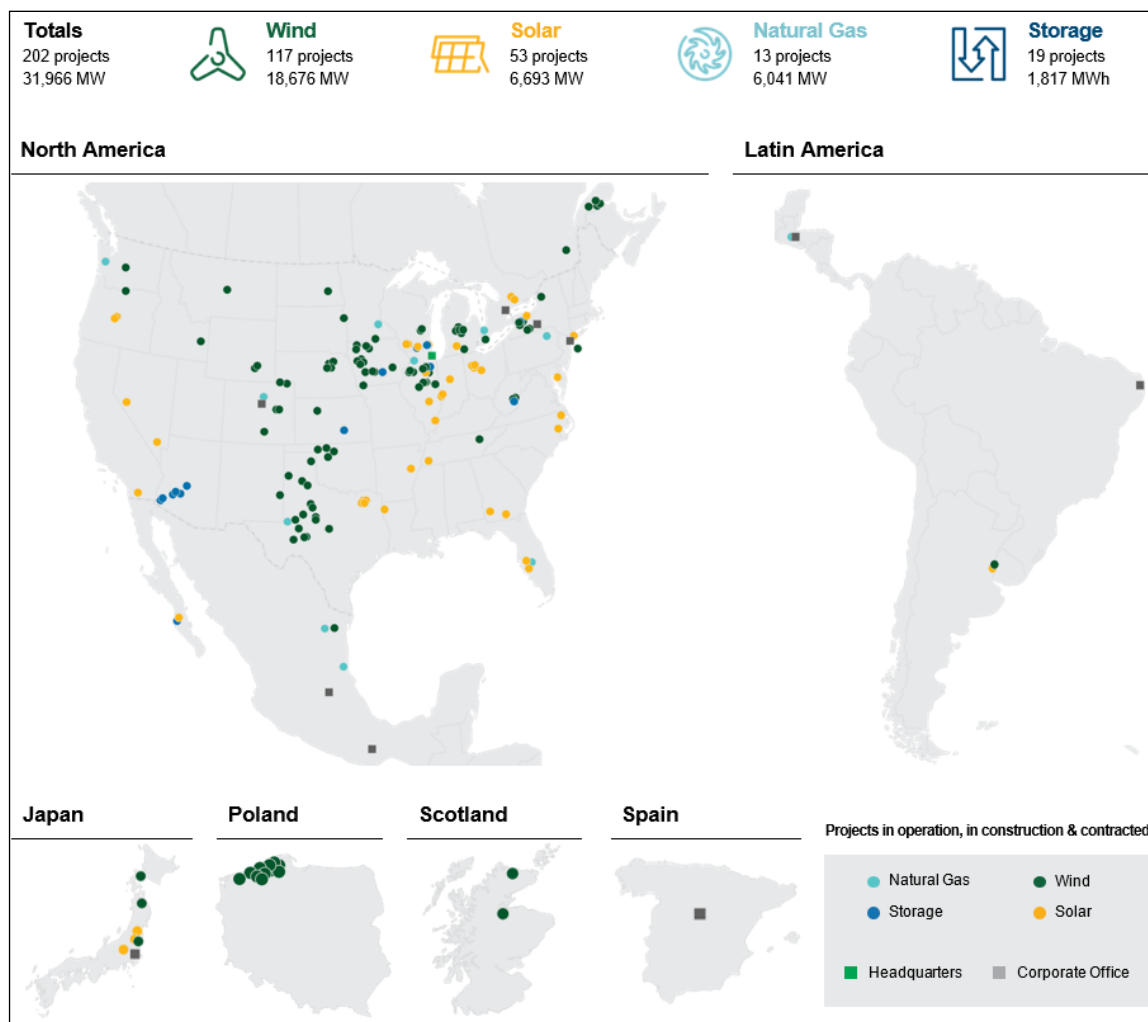 Totals
202 projects
31,966 MW
Wind
117 projects
18,676 MW
Solar
53 projects
6,693 MW
Natural Gas
13 projects
6,041 MW
Storage
19 projects
1,817 MWh
North America
Latin America
Japan
Poland
Scotland
Spain
Projects in operation, in construction & contracted
Natural Gas
Wind
Storage
Solar
Headquarters
Corporate Office